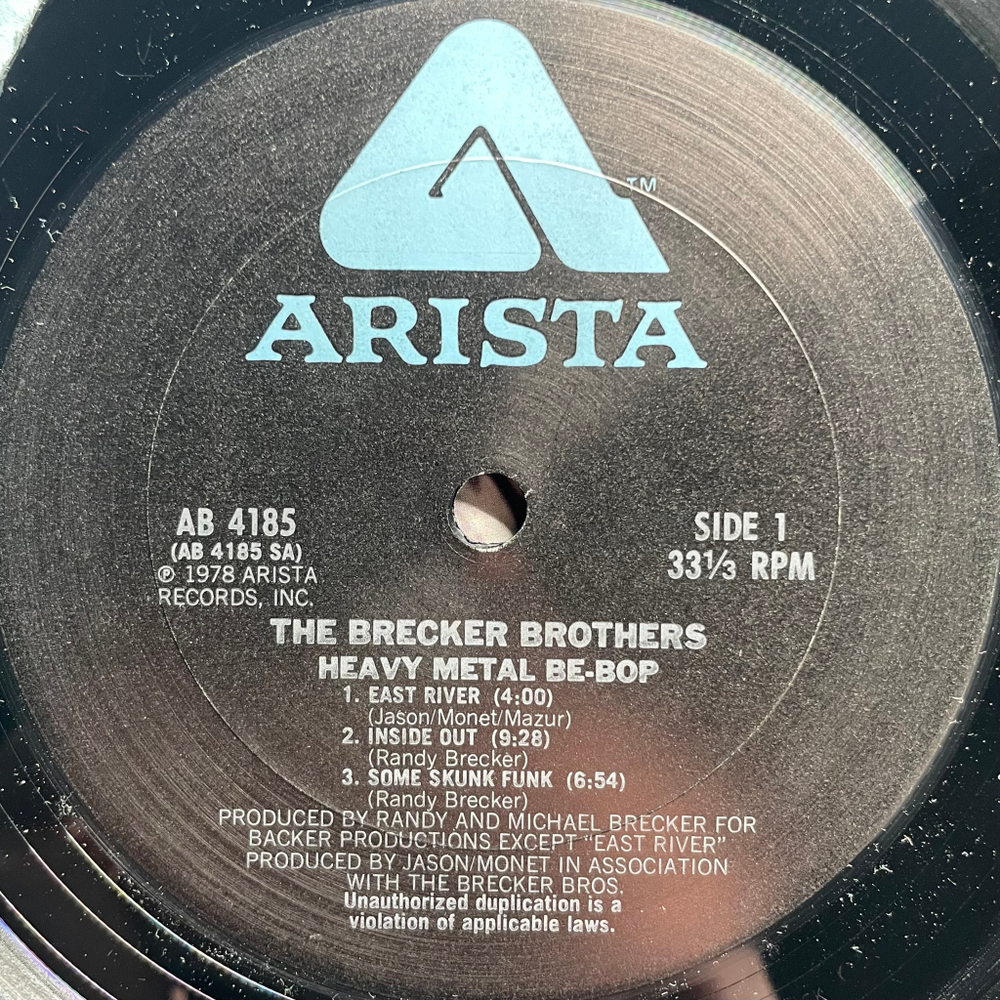 TM
ARISTA
AB 4185
(AB 4185 SA)
℗ 1978 ARISTA
RECORDS, INC.
SIDE 1
33⅓ RPM
THE BRECKER BROTHERS
HEAVY METAL BE-BOP
1. EAST RIVER (4:00)
(Jason/Monet/Mazur)
2. INSIDE OUT (9:28)
(Randy Brecker)
3. SOME SKUNK FUNK (6:54)
(Randy Brecker)
PRODUCED BY RANDY AND MICHAEL BRECKER FOR
BACKER PRODUCTIONS EXCEPT "EAST RIVER"
PRODUCED BY JASON/MONET IN ASSOCIATION
WITH THE BRECKER BROS.
Unauthorized duplication is a
violation of applicable laws.